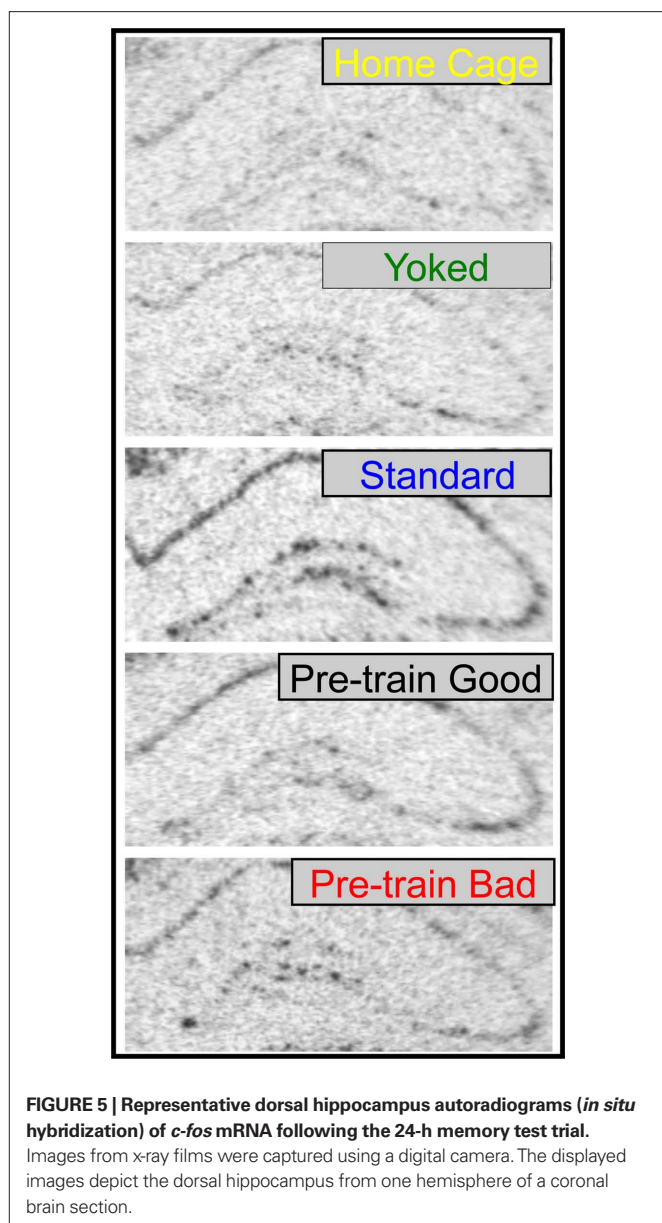 Home Cage
Yoked
Standard
Pre-train Good
Pre-train Bad
FIGURE 5 | Representative dorsal hippocampus autoradiograms (in situ
hybridization) of c-fos mRNA following the 24-h memory test trial.
Images from x-ray films were captured using a digital camera. The displayed
images depict the dorsal hippocampus from one hemisphere of a coronal
brain section.